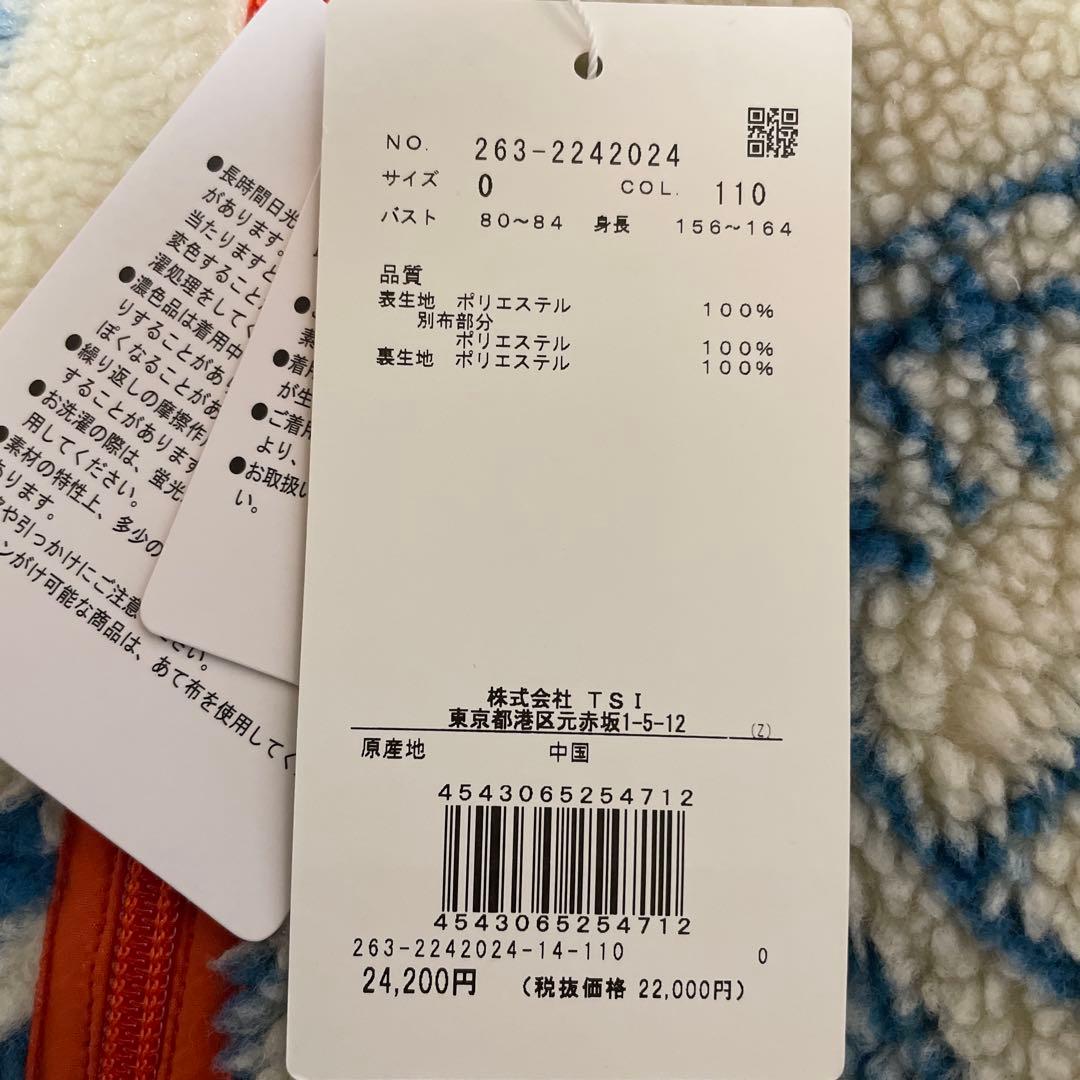 NO. 263-2242024
サイズ 0 COL. 110
バスト 80～84 身長 156～164
品質
表生地 ポリエステル 100%
別布部分
ポリエステル 100%
裏生地 ポリエステル 100%
株式会社 TSI
東京都港区元赤坂1-5-12 (Z)
原産地 中国
4543065254712
4543065254712
263-2242024-14-110 0
24,200円 (税抜価格 22,000円)
●長時間日光
があります。
当たりますと
変色すること
濯処理をして
●濃色品は着用中
りすることがあ
ぽくなることがあ
●繰り返しの摩擦作
することがあります
●お洗濯の際は、蛍光
用してください。
●素材の特性上、多少の
あります。
や引っかけにご注意
さい。
ンがけ可能な商品は、あて布を使用して
●着用
が生
●ご着用
より、
●お取扱い
い。